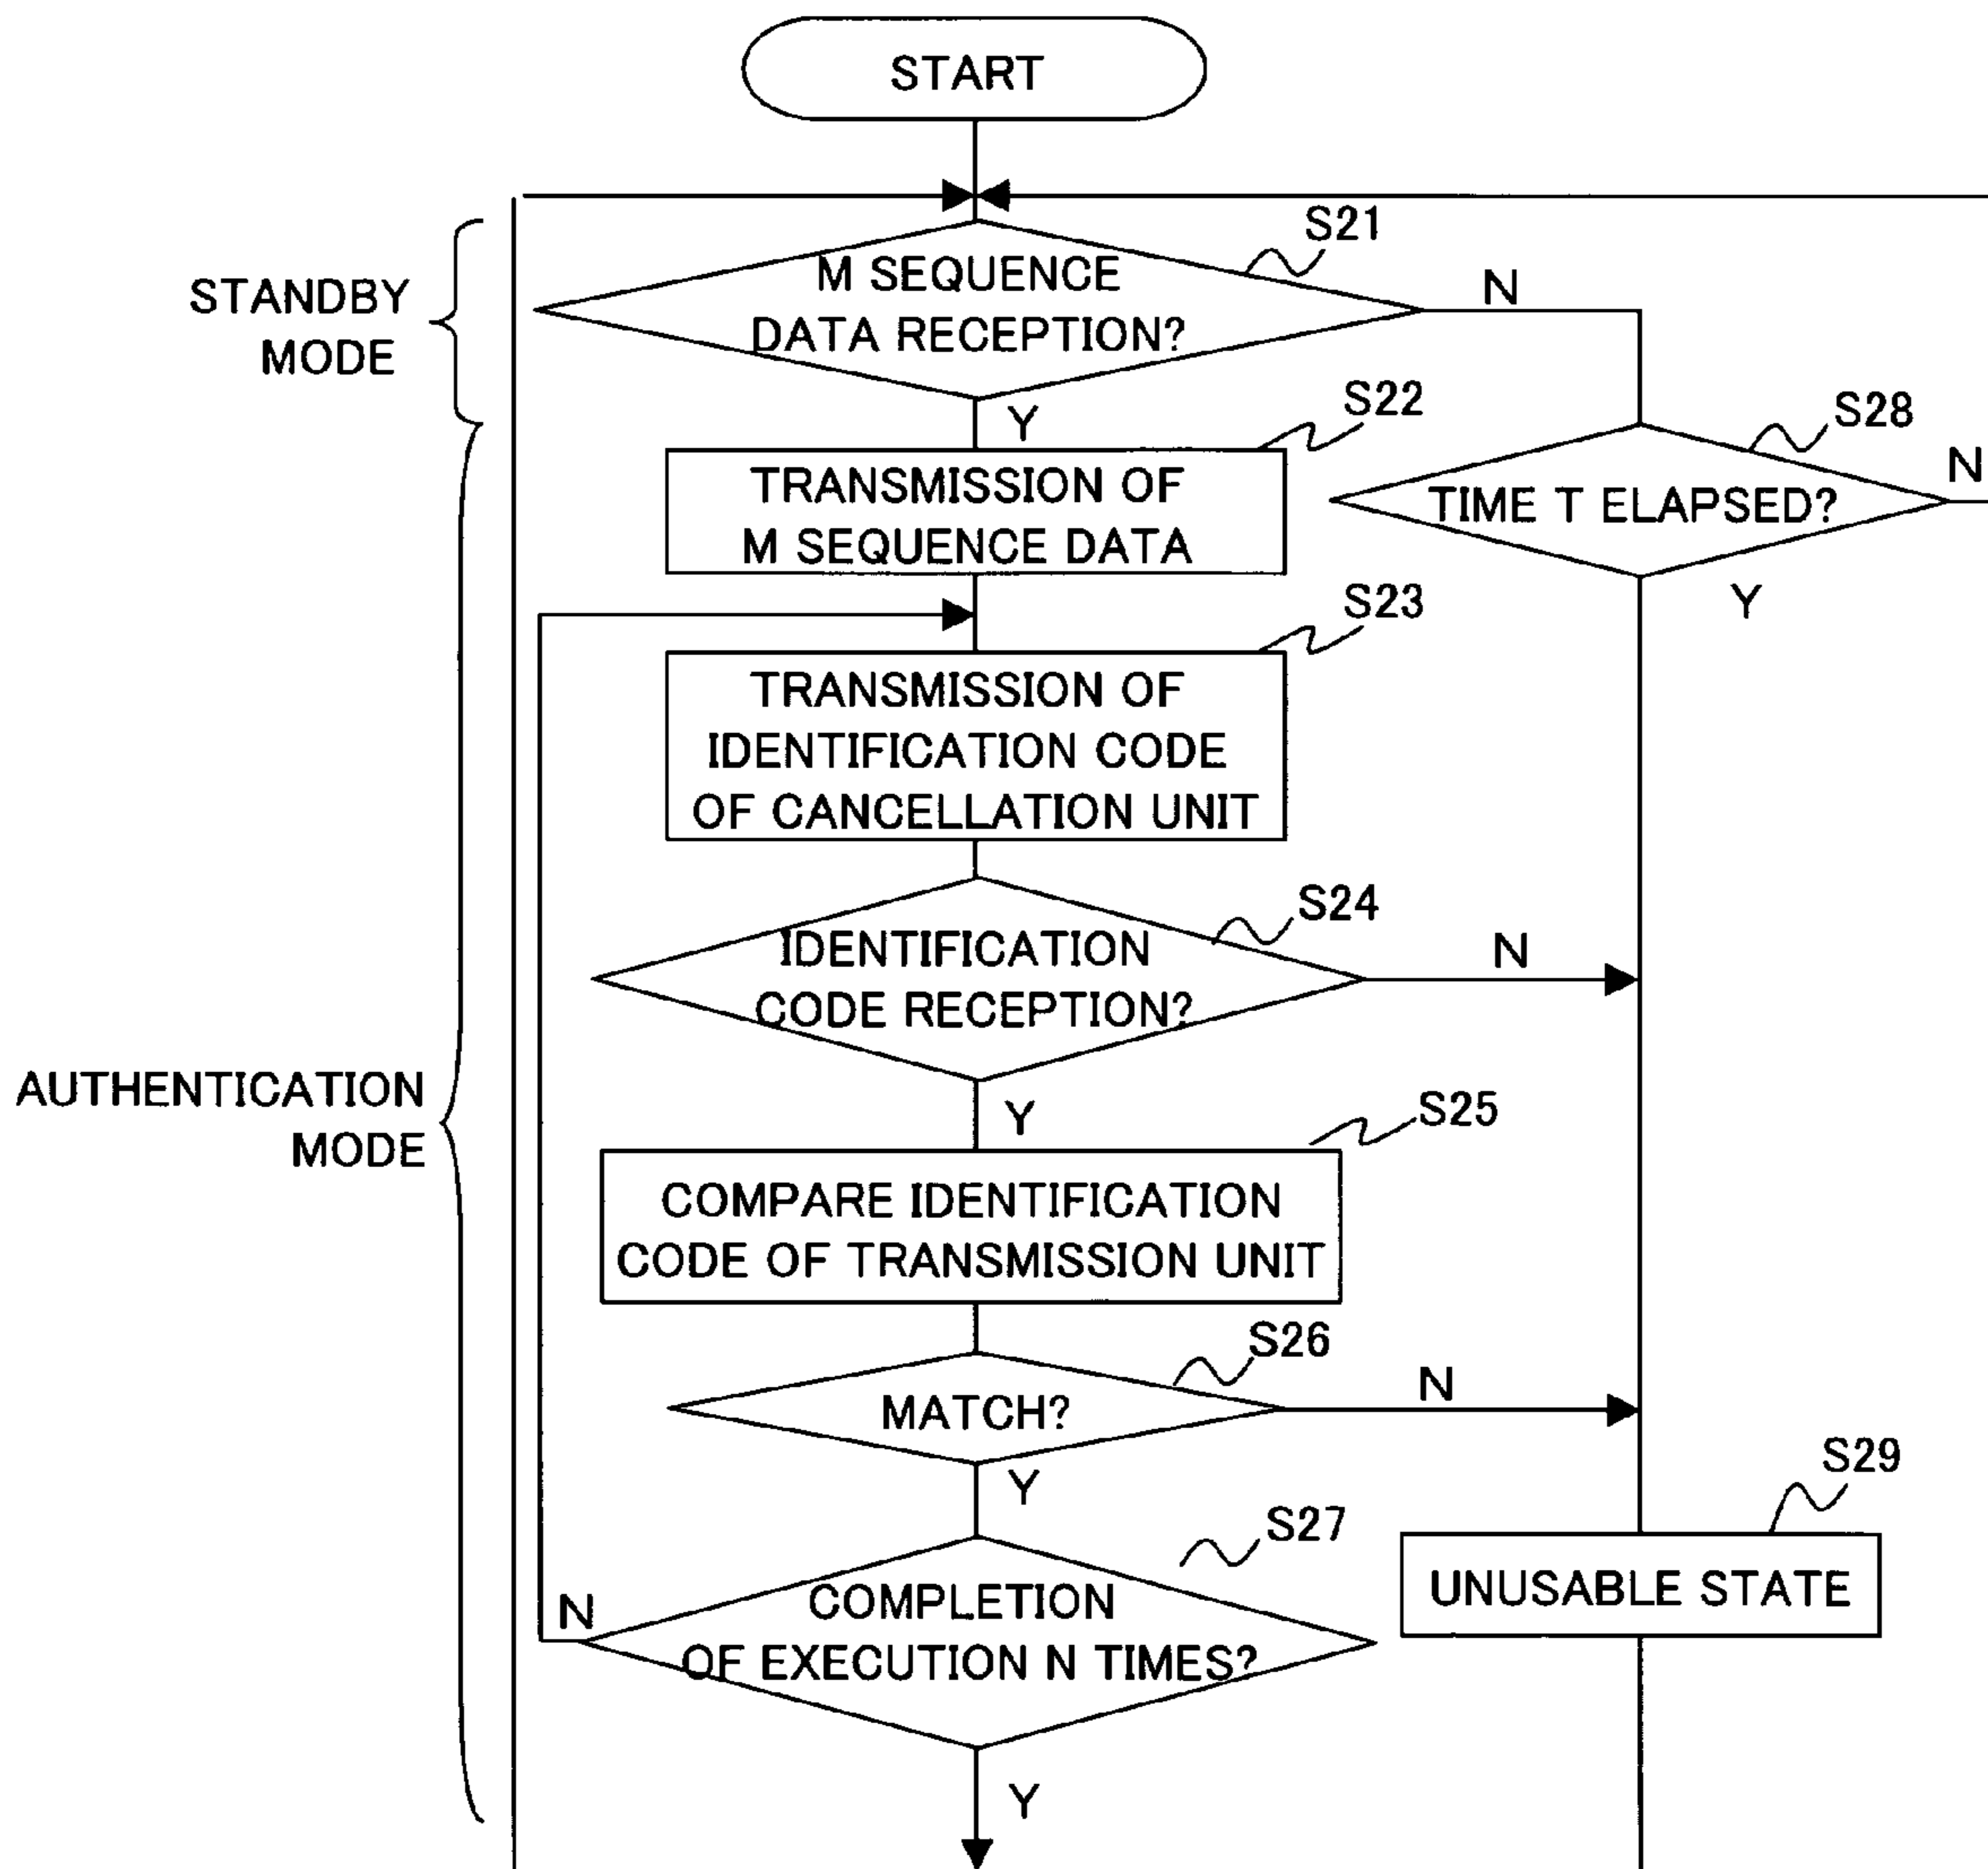 START
S21
M SEQUENCE
DATA RECEPTION?
N
STANDBY
MODE
Y
S22
TRANSMISSION OF
M SEQUENCE DATA
S28
TIME T ELAPSED?
N
Y
S23
TRANSMISSION OF
IDENTIFICATION CODE
OF CANCELLATION UNIT
S24
IDENTIFICATION
CODE RECEPTION?
N
Y
AUTHENTICATION
MODE
S25
COMPARE IDENTIFICATION
CODE OF TRANSMISSION UNIT
S26
MATCH?
N
Y
S29
UNUSABLE STATE
S27
COMPLETION
OF EXECUTION N TIMES?
N
Y